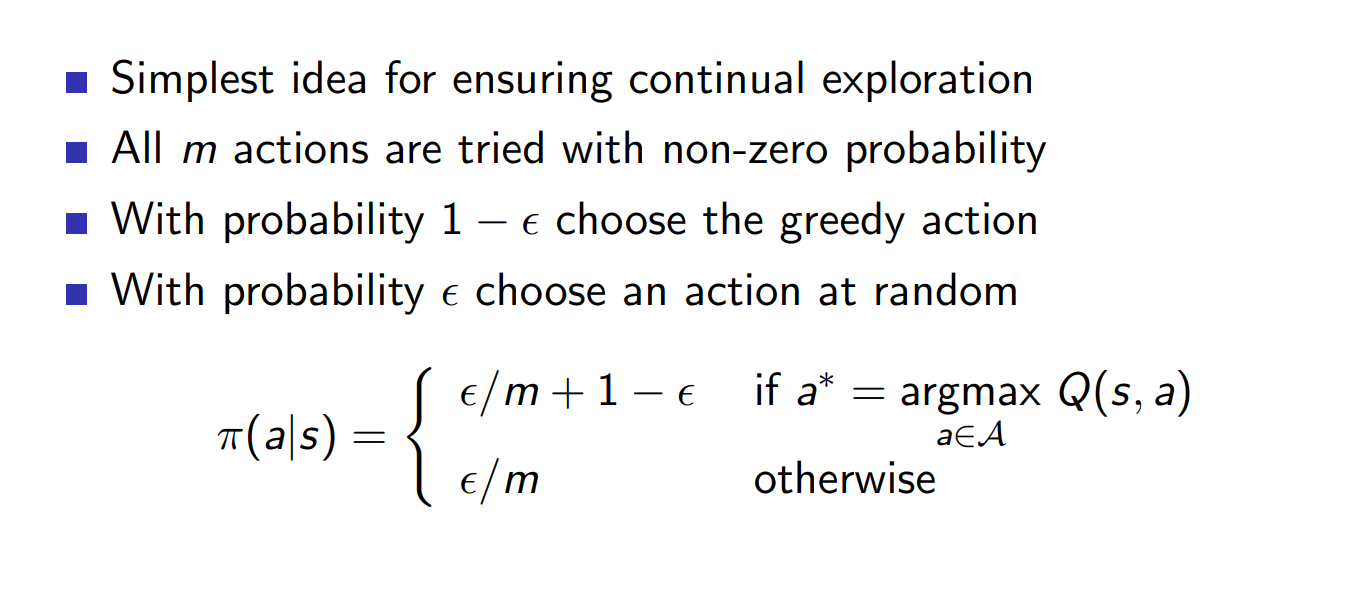 Simplest idea for ensuring continual exploration
All m actions are tried with non-zero probability
With probability 1 − ϵ choose the greedy action
With probability ϵ choose an action at random
π(a|s) = { ϵ/m + 1 − ϵ if a* = argmax Q(s, a)
a∈𝒜
ϵ/m otherwise